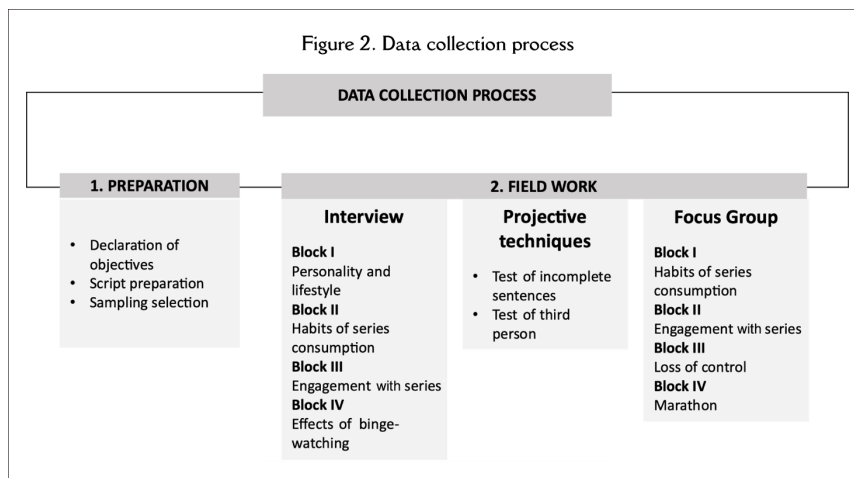 Figure 2. Data collection process
DATA COLLECTION PROCESS
1. PREPARATION
• Declaration of
objectives
• Script preparation
• Sampling selection
2. FIELD WORK
Interview
Block I
Personality and
lifestyle
Block II
Habits of series
consumption
Block III
Engagement with series
Block IV
Effects of binge-
watching
Projective
techniques
• Test of incomplete
sentences
• Test of third
person
Focus Group
Block I
Habits of series
consumption
Block II
Engagement with series
Block III
Loss of control
Block IV
Marathon